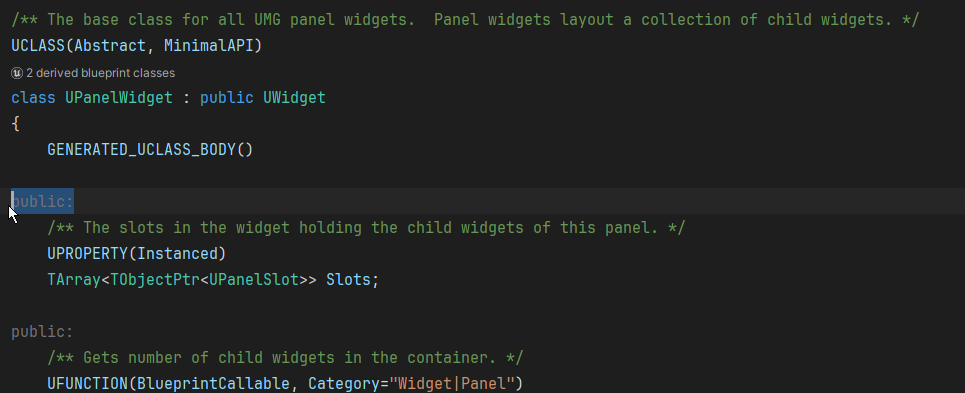 /** The base class for all UMG panel widgets.  Panel widgets layout a collection of child widgets. */
UCLASS(Abstract, MinimalAPI)
2 derived blueprint classes
class UPanelWidget : public UWidget
{
    GENERATED_UCLASS_BODY()

public:
    /** The slots in the widget holding the child widgets of this panel. */
    UPROPERTY(Instanced)
    TArray<TObjectPtr<UPanelSlot>> Slots;

public:
    /** Gets number of child widgets in the container. */
    UFUNCTION(BlueprintCallable, Category="Widget|Panel")